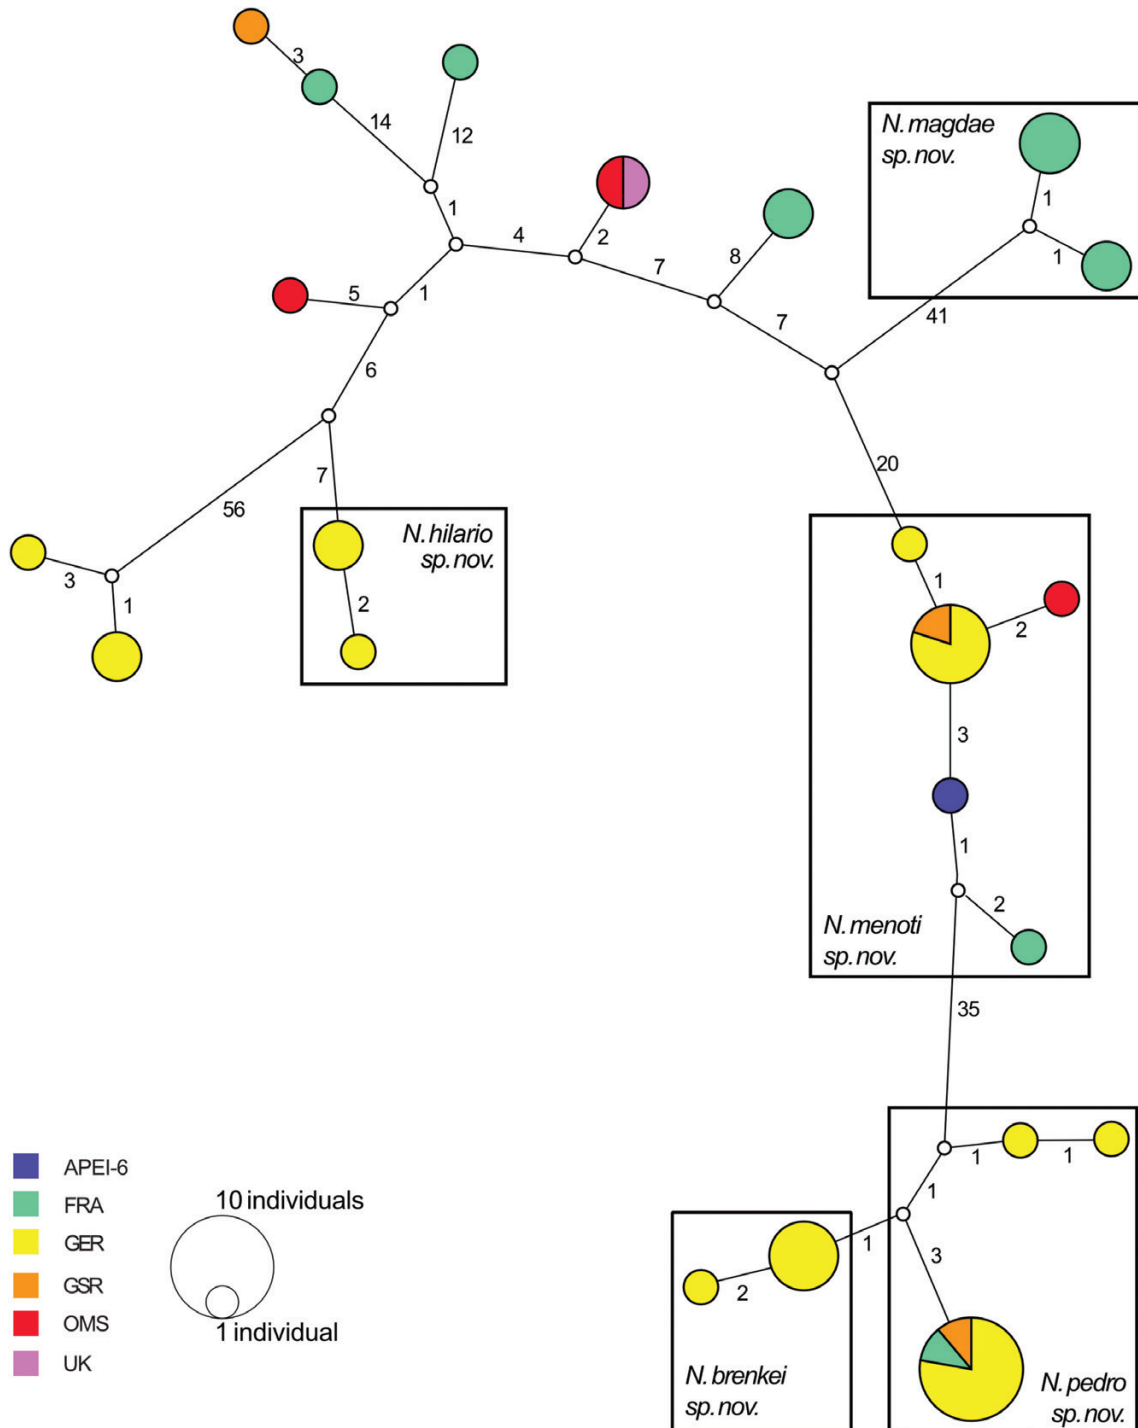 3
14
12
N. magdae
sp. nov.
1
1
1
4
2
8
7
5
1
41
7
6
20
7
56
N. hilario
sp. nov.
3
1
2
1
2
3
1
2
N. menoti
sp. nov.
35
1
1
1
1
3
2
N. brenkei
sp. nov.
N. pedro
sp. nov.
APEI-6
FRA
GER
GSR
OMS
UK
10 individuals
1 individual